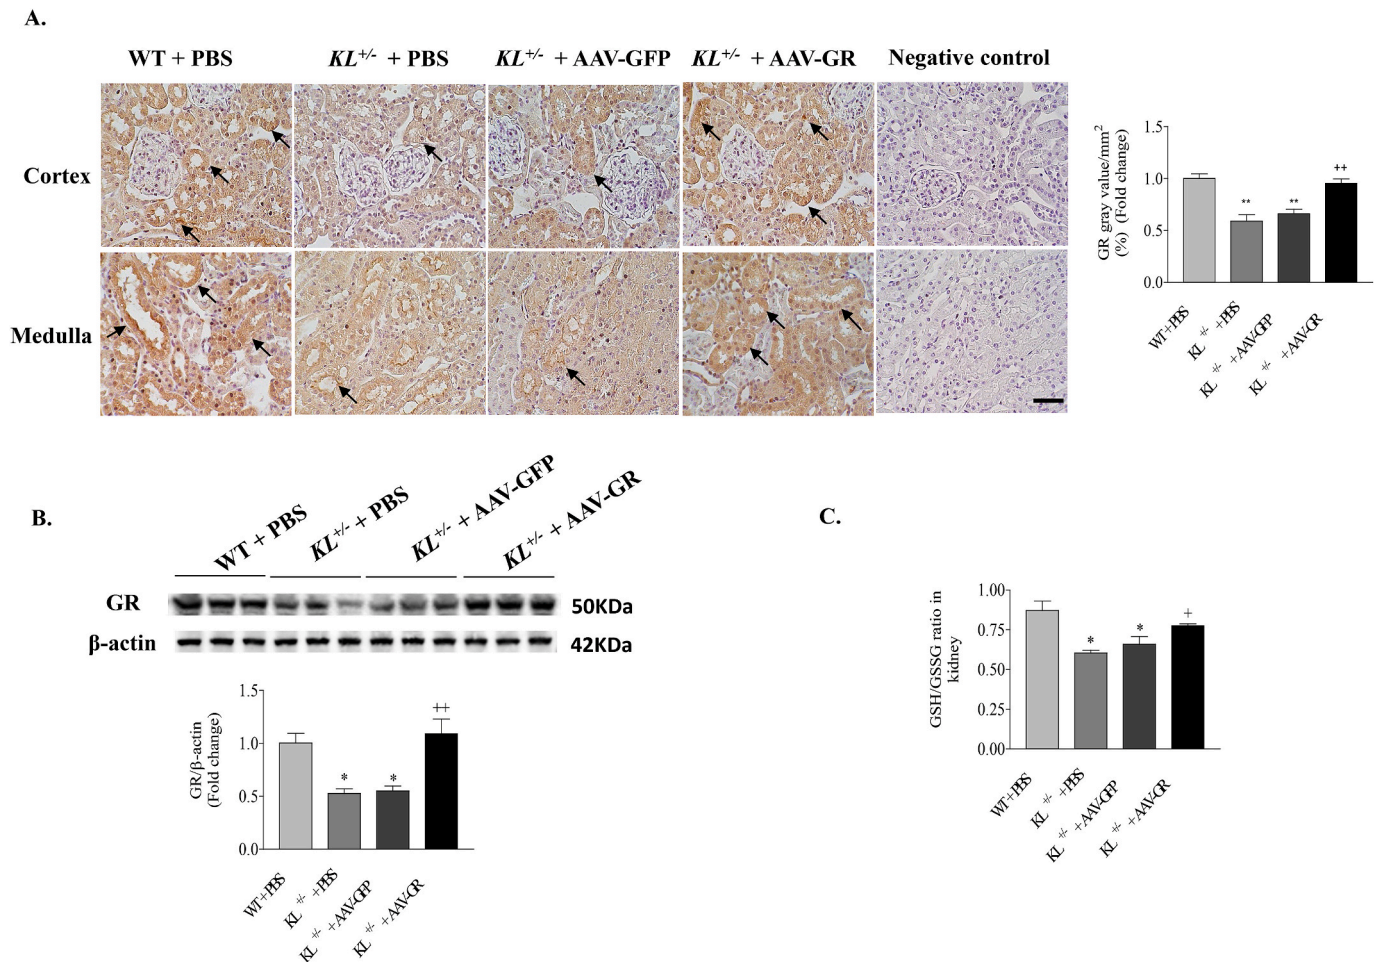 A.
WT + PBS
KL+/- + PBS
KL+/- + AAV-GFP
KL+/- + AAV-GR
Negative control
Cortex
Medulla
GR gray value/mm2
(%) (Fold change)
1.5
1.0
0.5
0.0
**
**
++
WT+PBS
KL+/- +PBS
KL+/- +AAV-GFP
KL+/- +AAV-GR
B.
WT + PBS
KL+/- + PBS
KL+/- + AAV-GFP
KL+/- + AAV-GR
GR
50KDa
β-actin
42KDa
GR/β-actin
(Fold change)
1.5
1.0
0.5
0.0
*
*
++
WT+PBS
KL+/- +PBS
KL+/- +AAV-GFP
KL+/- +AAV-GR
C.
GSH/GSSG ratio in
kidney
1.00
0.75
0.50
0.25
0.00
*
*
+
WT+PBS
KL+/- +PBS
KL+/- +AAV-GFP
KL+/- +AAV-GR